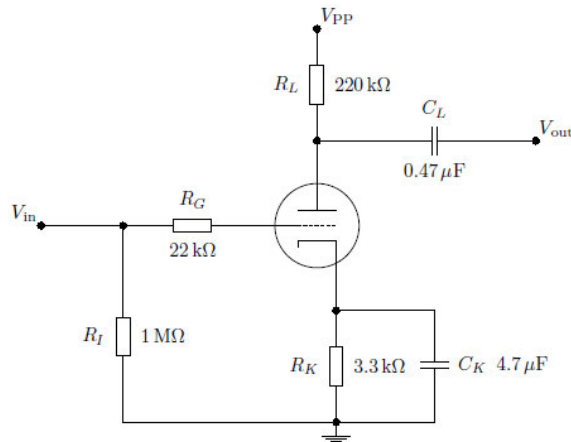 V_PP
R_L 220 kΩ
C_L
V_out
0.47 μF
R_G
V_in
22 kΩ
R_I 1 MΩ
R_K 3.3 kΩ C_K 4.7 μF